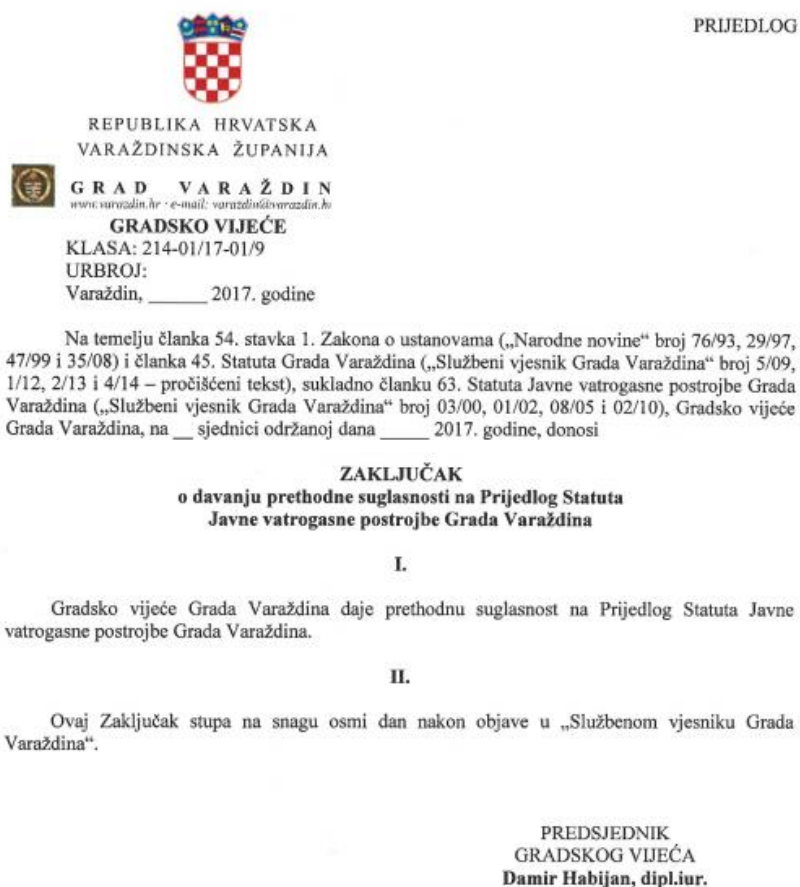 PRIJEDLOG
REPUBLIKA HRVATSKA
VARAŽDINSKA ŽUPANIJA
GRAD VARAŽDIN
www.varazdin.hr · e-mail: varazdin@varazdin.hr
GRADSKO VIJEĆE
KLASA: 214-01/17-01/9
URBROJ:
Varaždin, ______ 2017. godine
Na temelju članka 54. stavka 1. Zakona o ustanovama („Narodne novine“ broj 76/93, 29/97,
47/99 i 35/08) i članka 45. Statuta Grada Varaždina („Službeni vjesnik Grada Varaždina“ broj 5/09,
1/12, 2/13 i 4/14 – pročišćeni tekst), sukladno članku 63. Statuta Javne vatrogasne postrojbe Grada
Varaždina („Službeni vjesnik Grada Varaždina“ broj 03/00, 01/02, 08/05 i 02/10), Gradsko vijeće
Grada Varaždina, na __ sjednici održanoj dana _____ 2017. godine, donosi
ZAKLJUČAK
o davanju prethodne suglasnosti na Prijedlog Statuta
Javne vatrogasne postrojbe Grada Varaždina
I.
Gradsko vijeće Grada Varaždina daje prethodnu suglasnost na Prijedlog Statuta Javne
vatrogasne postrojbe Grada Varaždina.
II.
Ovaj Zaključak stupa na snagu osmi dan nakon objave u „Službenom vjesniku Grada
Varaždina“.
PREDSJEDNIK
GRADSKOG VIJEĆA
Damir Habijan, dipl.iur.